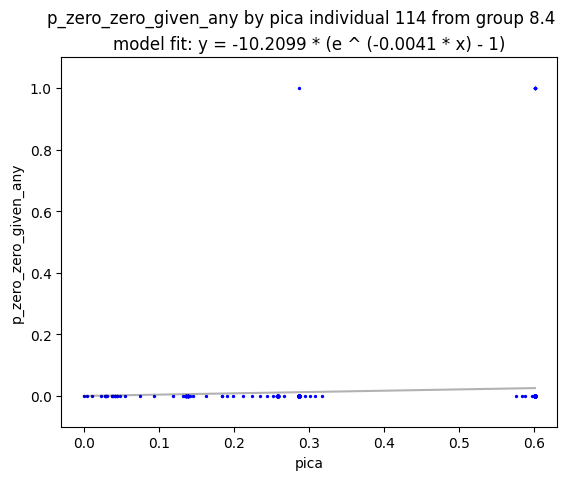 p_zero_zero_given_any by pica individual 114 from group 8.4
model fit: y = -10.2099 * (e ^ (-0.0041 * x) - 1)
p_zero_zero_given_any
1.0
0.8
0.6
0.4
0.2
0.0
0.0 0.1 0.2 0.3 0.4 0.5 0.6
pica